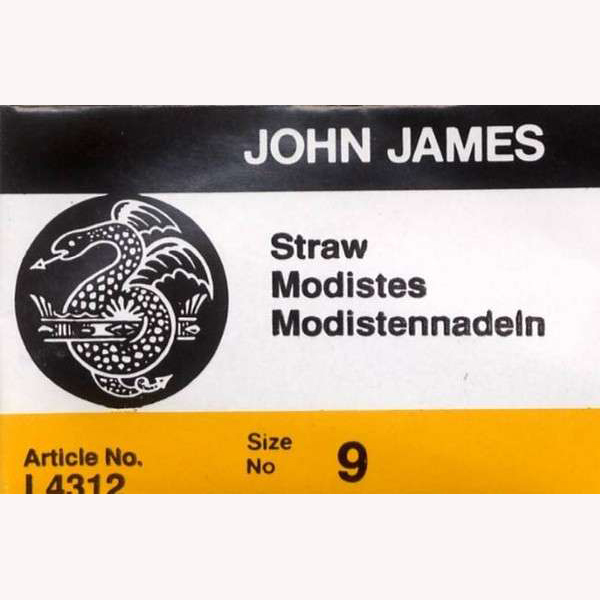 JOHN JAMES
Straw
Modistes
Modistennadeln
Article No.
L4312
Size
No
9